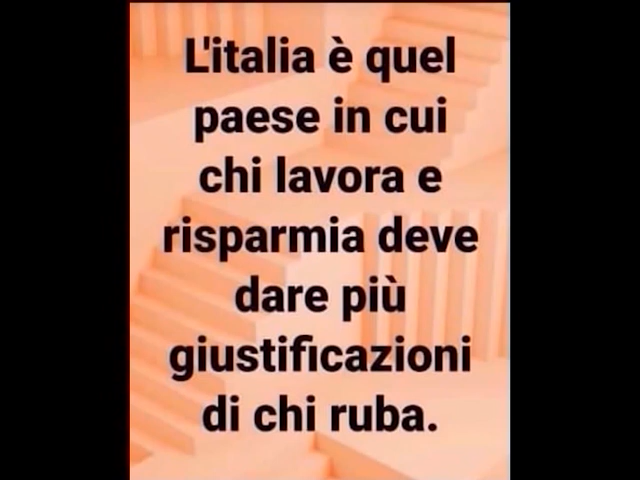 L'italia è quel
paese in cui
chi lavora e
risparmia deve
dare più
giustificazioni
di chi ruba.